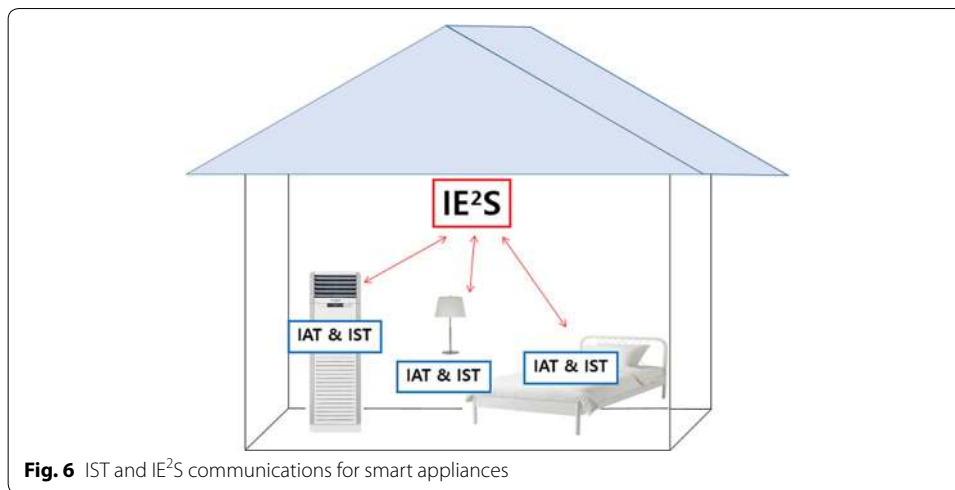 IE²S
IAT & IST
IAT & IST
IAT & IST
Fig. 6 IST and IE²S communications for smart appliances